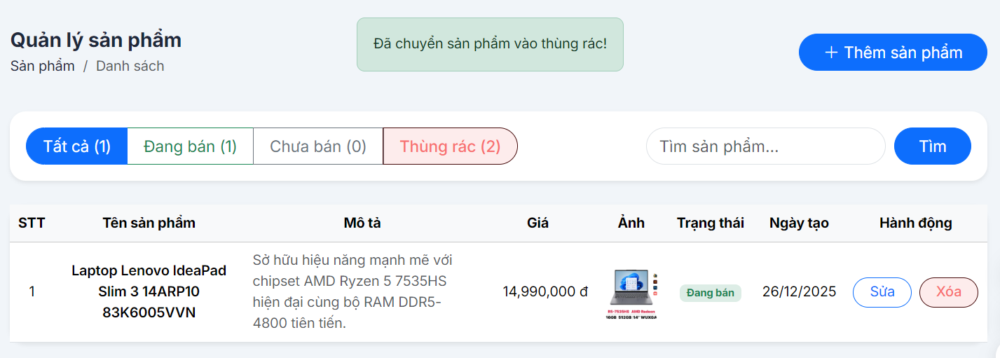 Quản lý sản phẩm
Sản phẩm / Danh sách
Đã chuyển sản phẩm vào thùng rác!
+ Thêm sản phẩm
Tất cả (1) Đang bán (1) Chưa bán (0) Thùng rác (2)
Tìm sản phẩm...
Tìm
STT Tên sản phẩm Mô tả Giá Ảnh Trạng thái Ngày tạo Hành động
1
Laptop Lenovo IdeaPad
Slim 3 14ARP10
83K6005VVN
Sở hữu hiệu năng mạnh mẽ với
chipset AMD Ryzen 5 7535HS
hiện đại cùng bộ RAM DDR5-
4800 tiên tiến.
14,990,000 đ
R5-7535HS AMD Radeon
16GB 512GB 14" WUXGA
Đang bán
26/12/2025
Sửa
Xóa